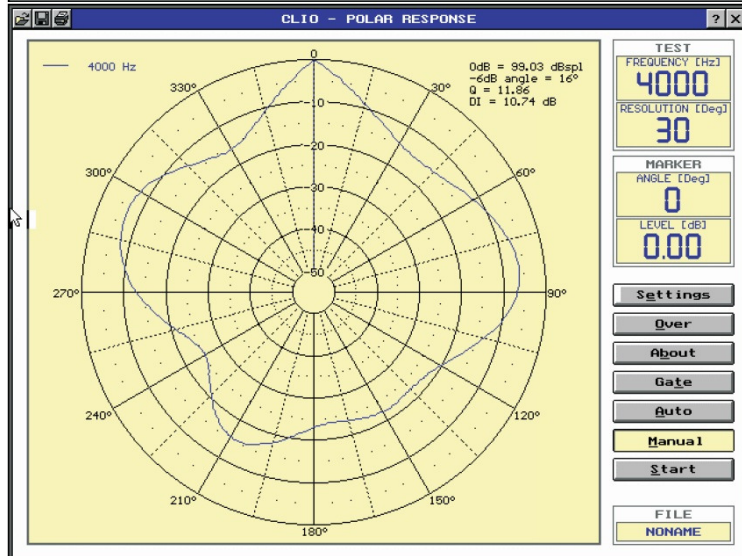 CLIO - POLAR RESPONSE
? X
4000 Hz
0dB = 99.03 dBspl
-6dB angle = 16°
Q = 11.86
DI = 10.74 dB
0
330°
30°
-10
-20
300°
60°
-30
-40
-50
270°
90°
240°
120°
210°
150°
180°
TEST
FREQUENCY [Hz]
4000
RESOLUTION [Deg]
30
MARKER
ANGLE [Deg]
0
LEVEL [dB]
0.00
Settings
Over
About
Gate
Auto
Manual
Start
FILE
NONAME